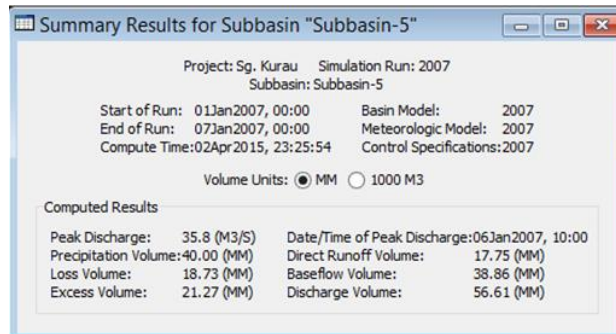 Summary Results for Subbasin "Subbasin-5"
Project: Sg. Kurau Simulation Run: 2007
Subbasin: Subbasin-5
Start of Run: 01Jan2007, 00:00 Basin Model: 2007
End of Run: 07Jan2007, 00:00 Meteorologic Model: 2007
Compute Time:02Apr2015, 23:25:54 Control Specifications:2007
Volume Units: MM 1000 M3
Computed Results
Peak Discharge: 35.8 (M3/S) Date/Time of Peak Discharge:06Jan2007, 10:00
Precipitation Volume:40.00 (MM) Direct Runoff Volume: 17.75 (MM)
Loss Volume: 18.73 (MM) Baseflow Volume: 38.86 (MM)
Excess Volume: 21.27 (MM) Discharge Volume: 56.61 (MM)